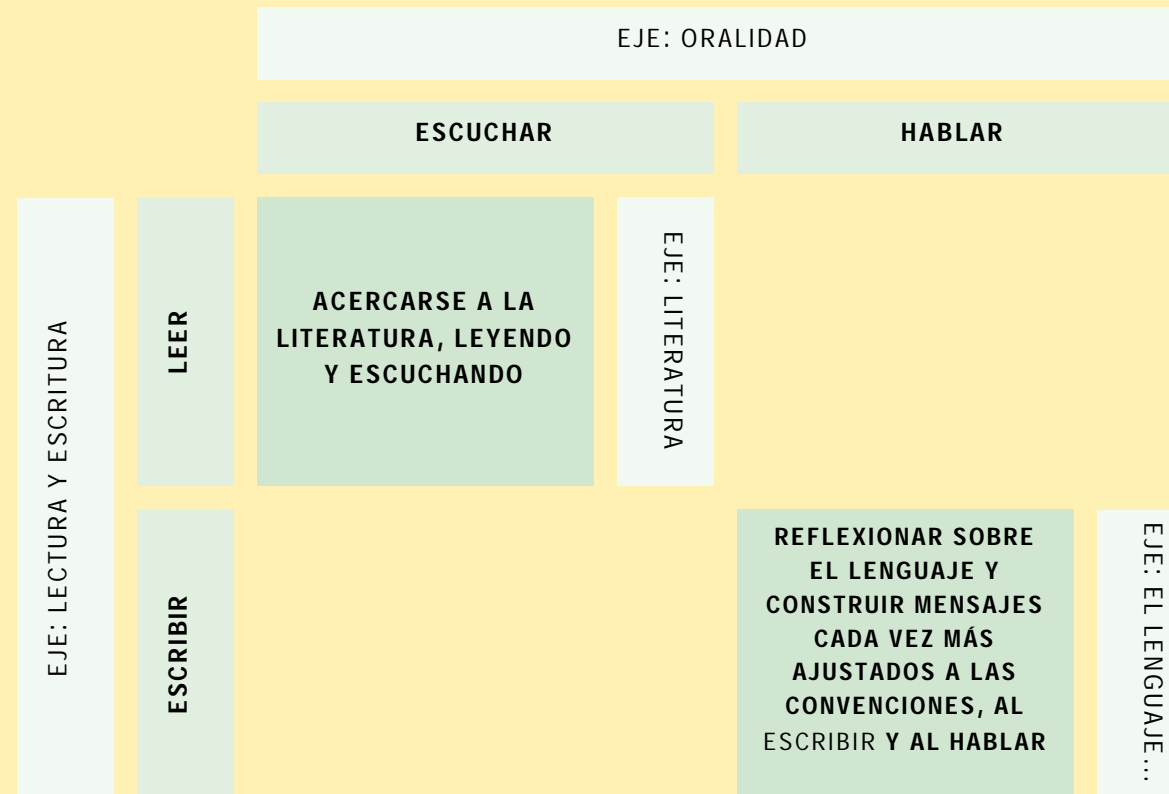 EJE: ORALIDAD
ESCUCHAR
HABLAR
EJE: LECTURA Y ESCRITURA
LEER
ACERCARSE A LA
LITERATURA, LEYENDO
Y ESCUCHANDO
EJE: LITERATURA
ESCRIBIR
REFLEXIONAR SOBRE
EL LENGUAJE Y
CONSTRUIR MENSAJES
CADA VEZ MÁS
AJUSTADOS A LAS
CONVENCIONES, AL
ESCRIBIR Y AL HABLAR
EJE: EL LENGUAJE...